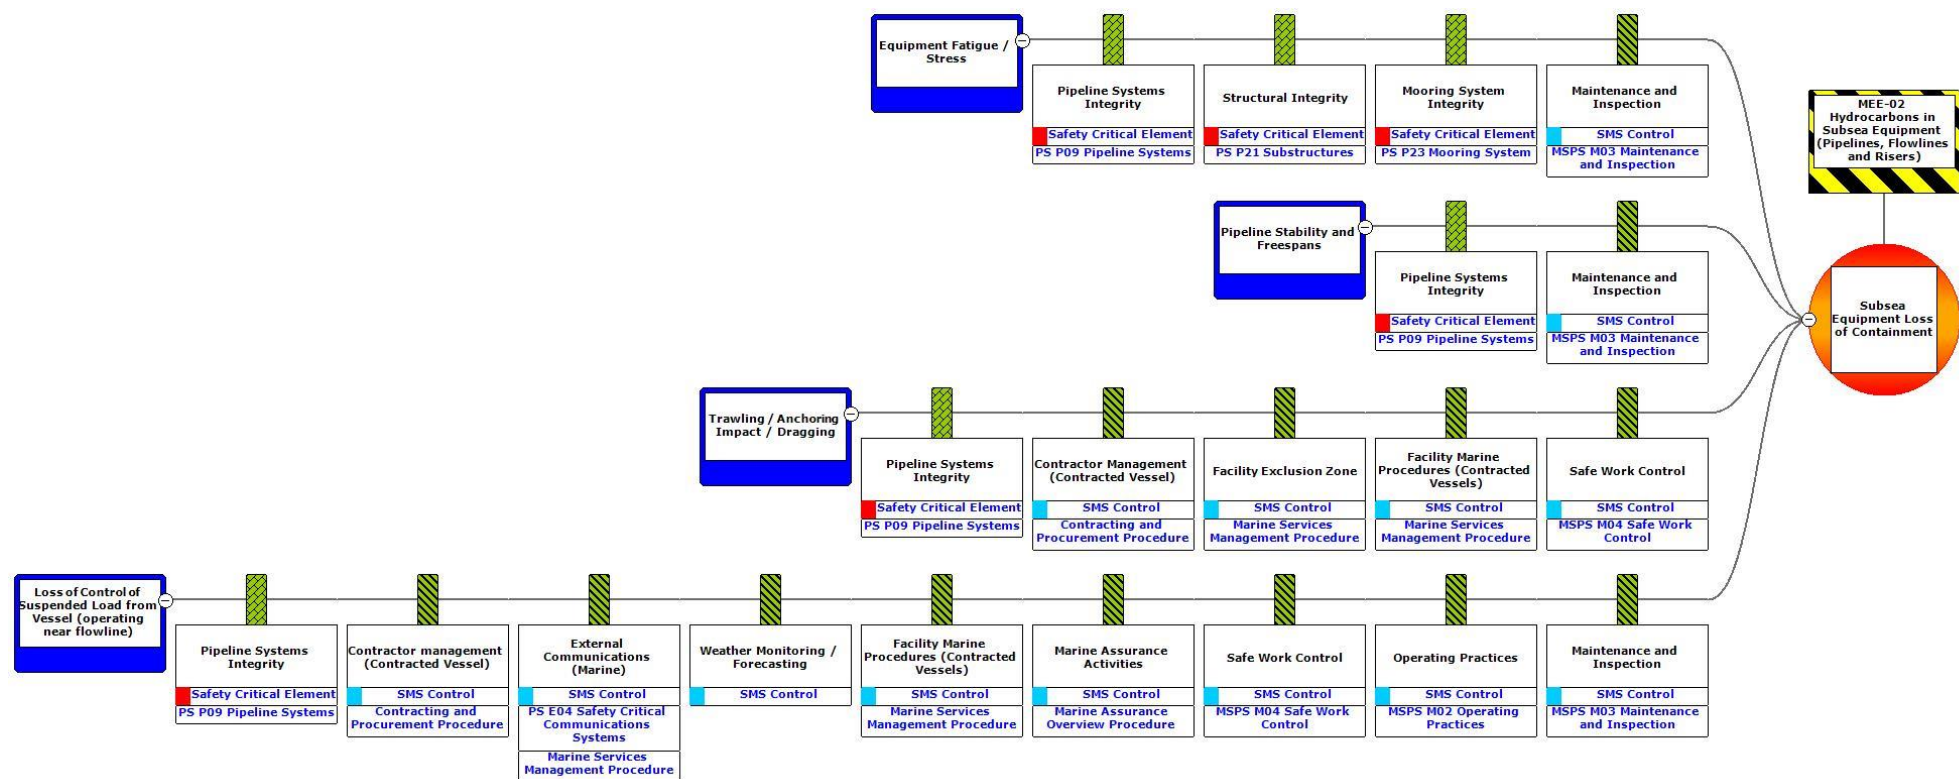 Equipment Fatigue /
Stress
Pipeline Systems
Integrity
Safety Critical Element
PS P09 Pipeline Systems
Structural Integrity
Safety Critical Element
PS P21 Substructures
Mooring System
Integrity
Safety Critical Element
PS P23 Mooring System
Maintenance and
Inspection
SMS Control
MSPS M03 Maintenance
and Inspection
MEE-02
Hydrocarbons in
Subsea Equipment
(Pipelines, Flowlines
and Risers)
Subsea
Equipment Loss
of Containment
Pipeline Stability and
Freespans
Pipeline Systems
Integrity
Safety Critical Element
PS P09 Pipeline Systems
Maintenance and
Inspection
SMS Control
MSPS M03 Maintenance
and Inspection
Trawling / Anchoring
Impact / Dragging
Pipeline Systems
Integrity
Safety Critical Element
PS P09 Pipeline Systems
Contractor Management
(Contracted Vessel)
SMS Control
Contracting and
Procurement Procedure
Facility Exclusion Zone
SMS Control
Marine Services
Management Procedure
Facility Marine
Procedures (Contracted
Vessels)
SMS Control
Marine Services
Management Procedure
Safe Work Control
SMS Control
MSPS M04 Safe Work
Control
Loss of Control of
Suspended Load from
Vessel (operating
near flowline)
Pipeline Systems
Integrity
Safety Critical Element
PS P09 Pipeline Systems
Contractor management
(Contracted Vessel)
SMS Control
Contracting and
Procurement Procedure
External
Communications
(Marine)
SMS Control
PS E04 Safety Critical
Communications
Systems
Marine Services
Management Procedure
Weather Monitoring /
Forecasting
SMS Control
Facility Marine
Procedures (Contracted
Vessels)
SMS Control
Marine Services
Management Procedure
Marine Assurance
Activities
SMS Control
Marine Assurance
Overview Procedure
Safe Work Control
SMS Control
MSPS M04 Safe Work
Control
Operating Practices
SMS Control
MSPS M02 Operating
Practices
Maintenance and
Inspection
SMS Control
MSPS M03 Maintenance
and Inspection